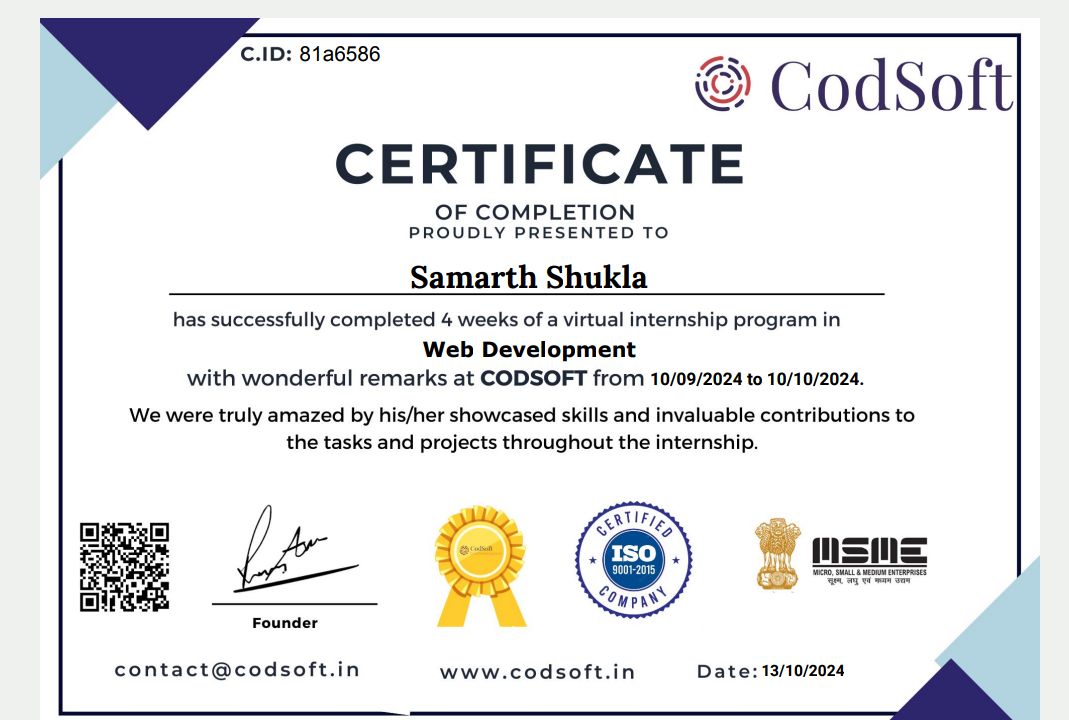 C.ID: 81a6586
CodSoft
CERTIFICATE
OF COMPLETION
PROUDLY PRESENTED TO
Samarth Shukla
has successfully completed 4 weeks of a virtual internship program in
Web Development
with wonderful remarks at CODSOFT from 10/09/2024 to 10/10/2024.
We were truly amazed by his/her showcased skills and invaluable contributions to
the tasks and projects throughout the internship.
CodSoft
CERTIFIED
ISO
9001-2015
COMPANY
MSME
MICRO, SMALL & MEDIUM ENTERPRISES
सूक्ष्म, लघु एवं मध्यम उद्यम
Founder
contact@codsoft.in
www.codsoft.in
Date: 13/10/2024